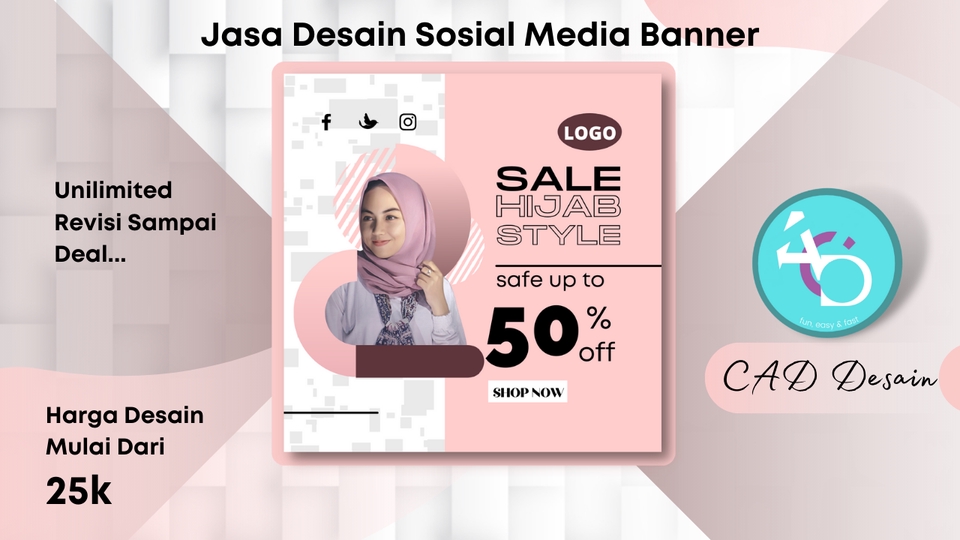 Jasa Desain Sosial Media Banner
Unilimited
Revisi Sampai
Deal...
Harga Desain
Mulai Dari
25k
LOGO
SALE
HIJAB
STYLE
safe up to
50%
off
SHOP NOW
fun, easy & fast
CAD Desain